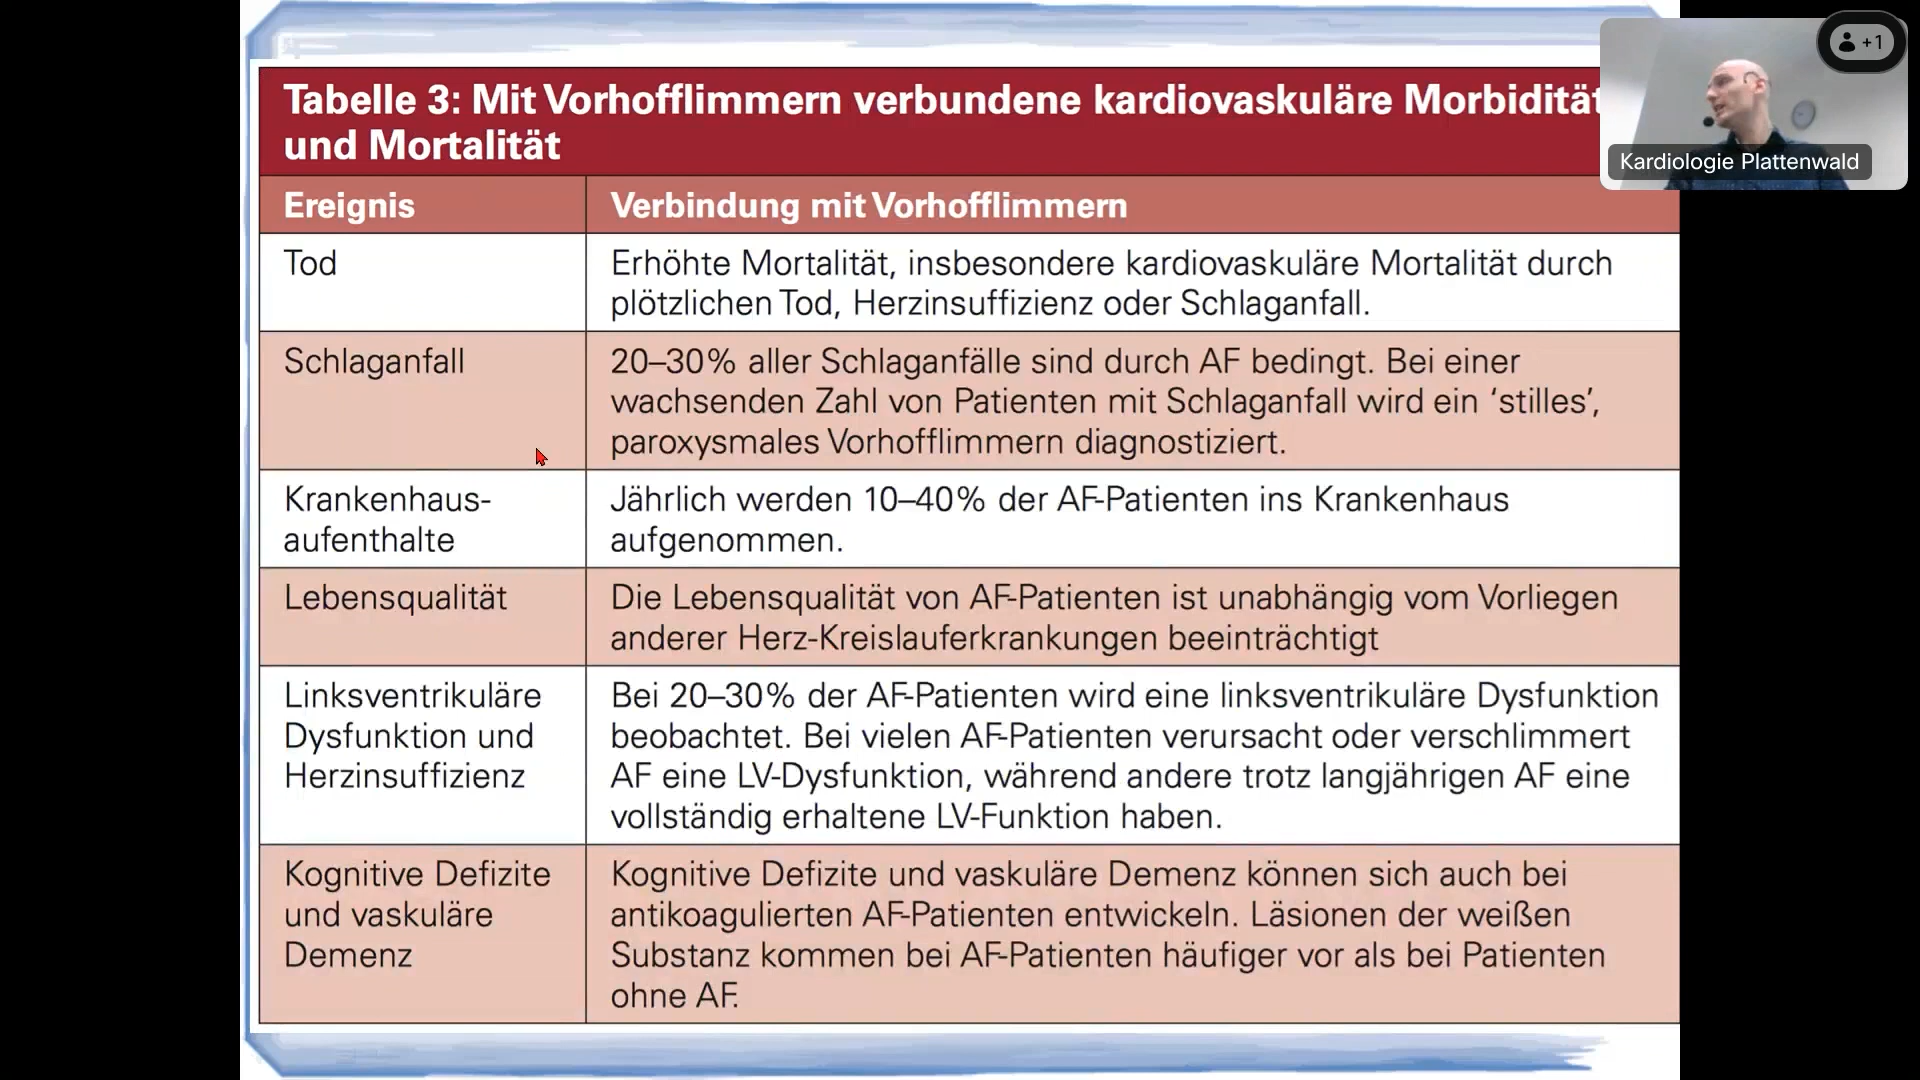 Tabelle 3: Mit Vorhofflimmern verbundene kardiovaskuläre Morbidität
und Mortalität
Ereignis
Verbindung mit Vorhofflimmern
Tod
Erhöhte Mortalität, insbesondere kardiovaskuläre Mortalität durch
plötzlichen Tod, Herzinsuffizienz oder Schlaganfall.
Schlaganfall
20–30% aller Schlaganfälle sind durch AF bedingt. Bei einer
wachsenden Zahl von Patienten mit Schlaganfall wird ein ‘stilles’,
paroxysmales Vorhofflimmern diagnostiziert.
Krankenhaus-
aufenthalte
Jährlich werden 10–40% der AF-Patienten ins Krankenhaus
aufgenommen.
Lebensqualität
Die Lebensqualität von AF-Patienten ist unabhängig vom Vorliegen
anderer Herz-Kreislauferkrankungen beeinträchtigt
Linksventrikuläre
Dysfunktion und
Herzinsuffizienz
Bei 20–30% der AF-Patienten wird eine linksventrikuläre Dysfunktion
beobachtet. Bei vielen AF-Patienten verursacht oder verschlimmert
AF eine LV-Dysfunktion, während andere trotz langjährigen AF eine
vollständig erhaltene LV-Funktion haben.
Kognitive Defizite
und vaskuläre
Demenz
Kognitive Defizite und vaskuläre Demenz können sich auch bei
antikoagulierten AF-Patienten entwickeln. Läsionen der weißen
Substanz kommen bei AF-Patienten häufiger vor als bei Patienten
ohne AF.
+1
Kardiologie Plattenwald